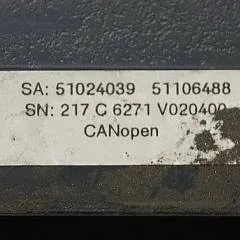 SA: 51024039 51106488
SN: 217 C 6271 V020400
CANopen